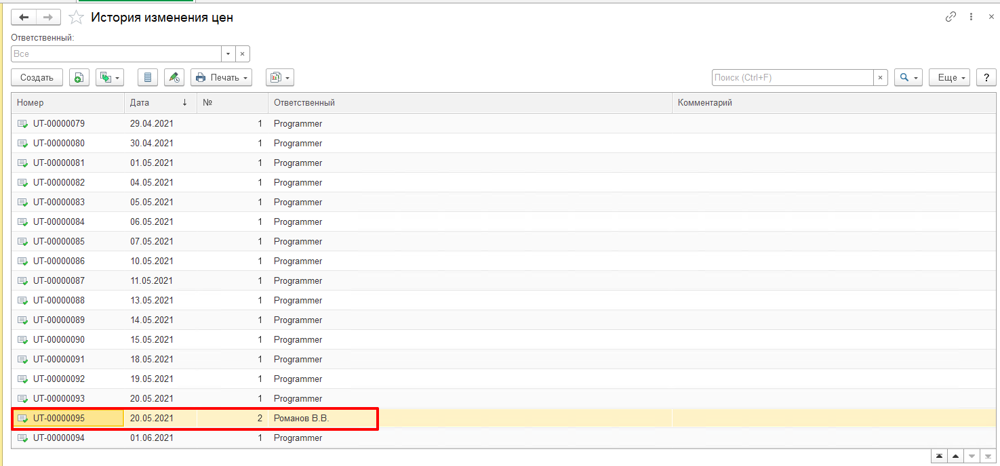 История изменения цен
Ответственный:
Все
Создать Печать Поиск (Ctrl+F) Еще ?
Номер Дата ↓ № Ответственный Комментарий
UT-00000079 29.04.2021 1 Programmer
UT-00000080 30.04.2021 1 Programmer
UT-00000081 01.05.2021 1 Programmer
UT-00000082 04.05.2021 1 Programmer
UT-00000083 05.05.2021 1 Programmer
UT-00000084 06.05.2021 1 Programmer
UT-00000085 07.05.2021 1 Programmer
UT-00000086 10.05.2021 1 Programmer
UT-00000087 11.05.2021 1 Programmer
UT-00000088 13.05.2021 1 Programmer
UT-00000089 14.05.2021 1 Programmer
UT-00000090 15.05.2021 1 Programmer
UT-00000091 18.05.2021 1 Programmer
UT-00000092 19.05.2021 1 Programmer
UT-00000093 20.05.2021 1 Programmer
UT-00000095 20.05.2021 2 Романов В.В.
UT-00000094 01.06.2021 1 Programmer